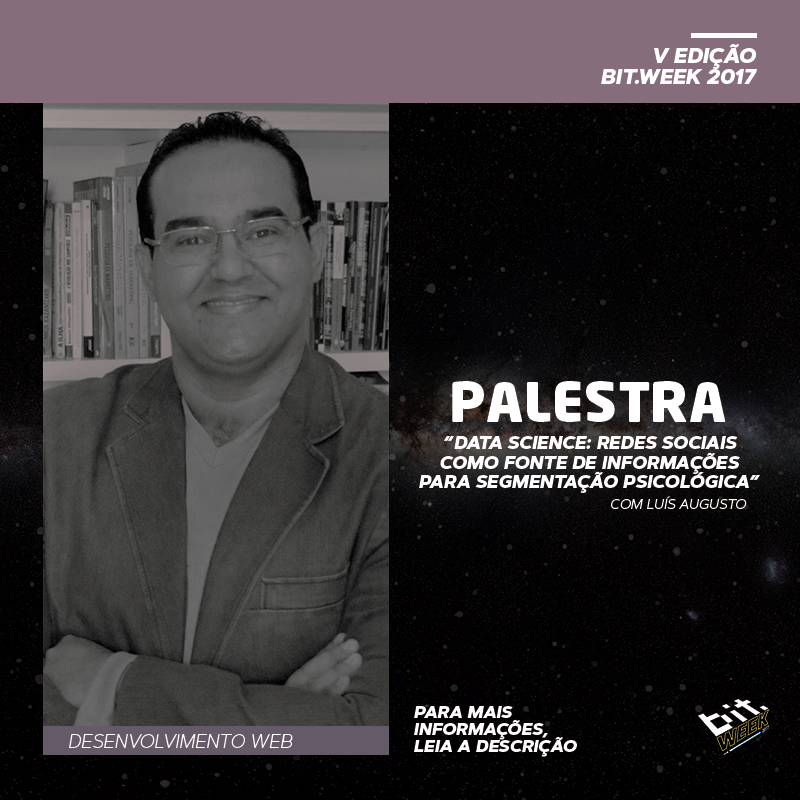 V EDIÇÃO
BIT.WEEK 2017
PALESTRA
"DATA SCIENCE: REDES SOCIAIS
COMO FONTE DE INFORMAÇÕES
PARA SEGMENTAÇÃO PSICOLÓGICA"
COM LUÍS AUGUSTO
DESENVOLVIMENTO WEB
PARA MAIS
INFORMAÇÕES,
LEIA A DESCRIÇÃO
bit.
WEEK